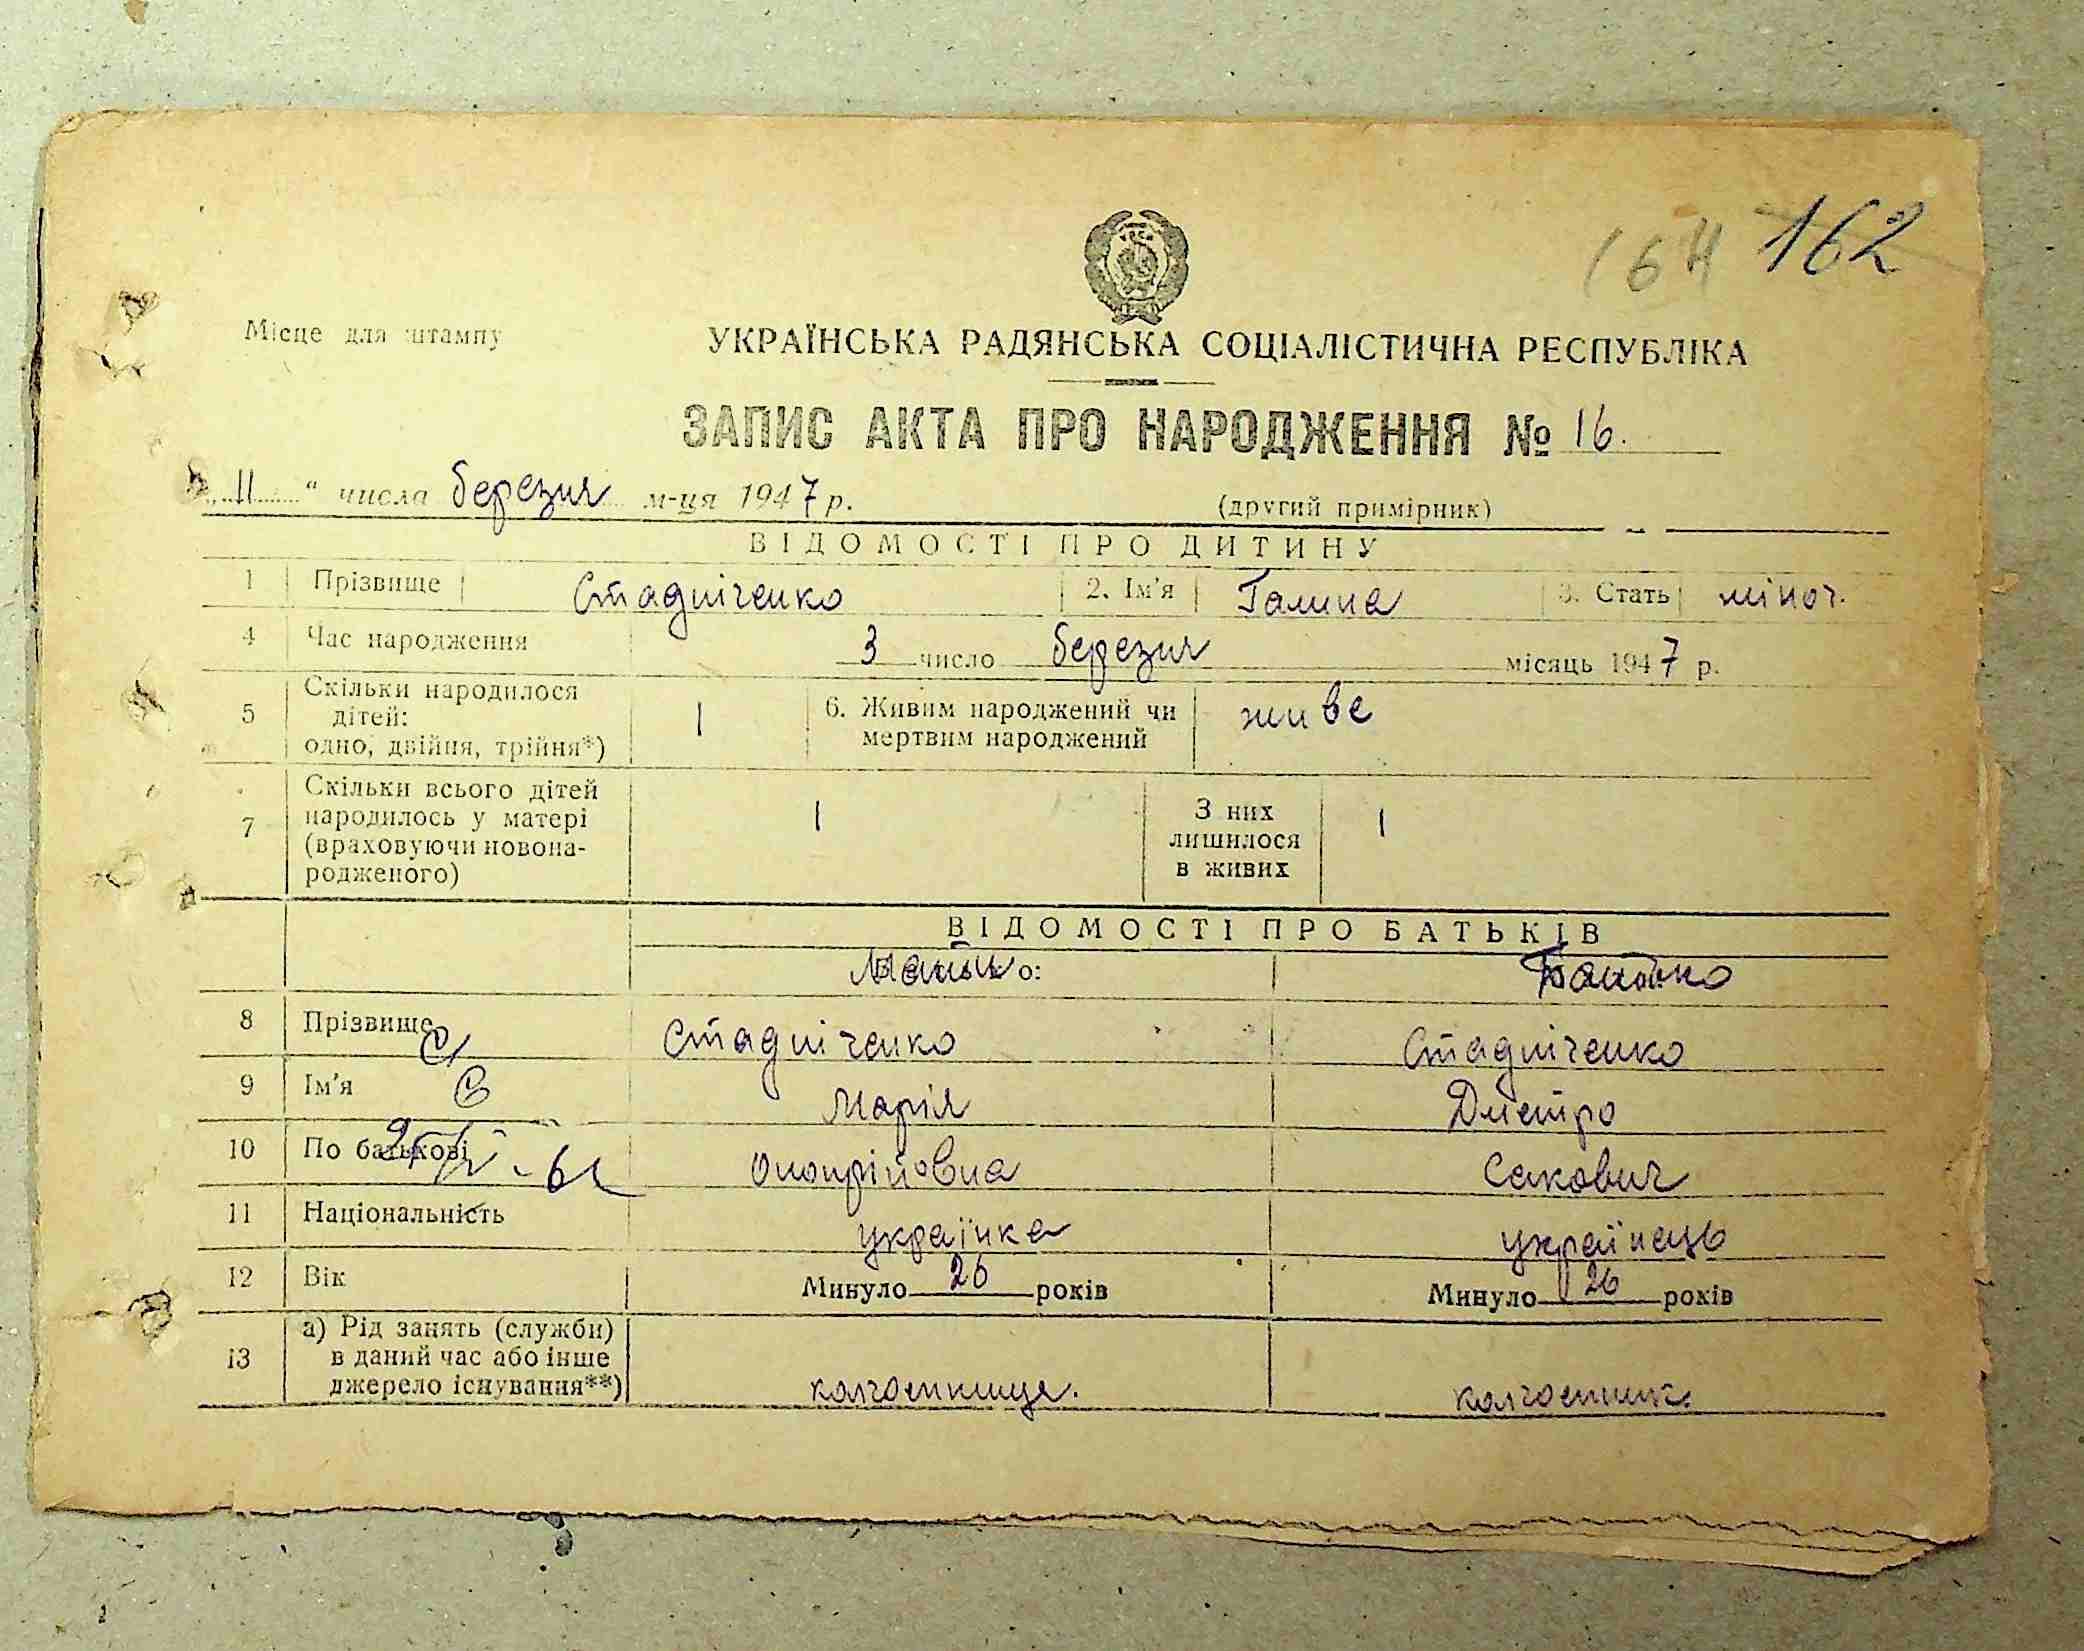 164 162
Місце для штампу
УКРАЇНСЬКА РАДЯНСЬКА СОЦІАЛІСТИЧНА РЕСПУБЛІКА
ЗАПИС АКТА ПРО НАРОДЖЕННЯ № 16.
„ 11 “ числа березня м-ця 1947 р.
(другий примірник)
ВІДОМОСТІ ПРО ДИТИНУ
1 Прізвище Стадніченко 2. Ім'я Галина 3. Стать жіноч.
4 Час народження 3 число березня місяць 1947 р.
5 Скільки народилося дітей: одно, двійня, трійня*) 1 6. Живим народжений чи мертвим народжений живе
7 Скільки всього дітей народилось у матері (враховуючи новонародженого) 1 З них лишилося в живих 1
ВІДОМОСТІ ПРО БАТЬКІВ
Мати Батько
8 Прізвище Стадніченко Стадніченко
9 Ім'я Марія Дмитро
10 По батькові Онопріївна Сакович
11 Національність українка українець
12 Вік Минуло 26 років Минуло 26 років
13 а) Рід занять (служби) в даний час або інше джерело існування**) колгоспниця. колгоспник.